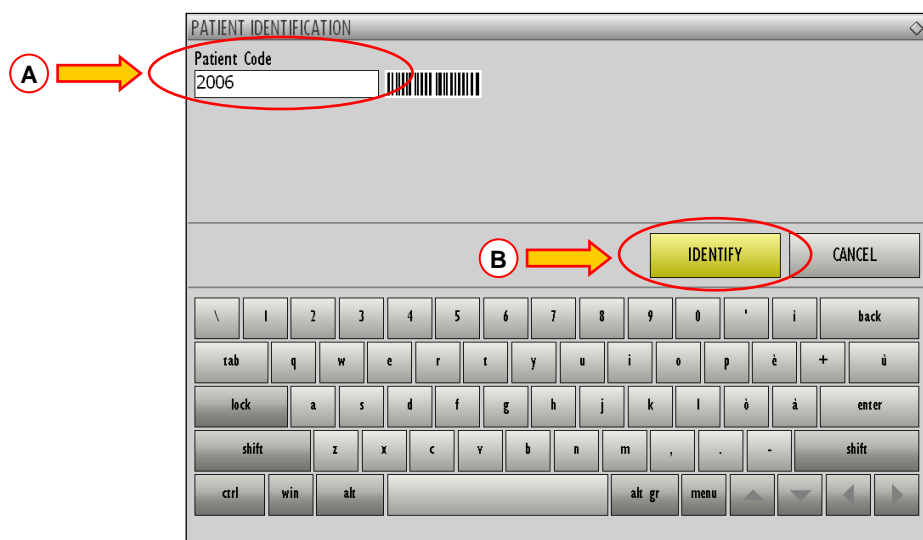 PATIENT IDENTIFICATION
Patient Code
A
2006
B
IDENTIFY CANCEL
\ 1 2 3 4 5 6 7 8 9 0 ' ì back
tab q w e r t y u i o p è + ù
lock a s d f g h j k l ò à enter
shift z x c v b n m , . - shift
ctrl win alt alt gr menu